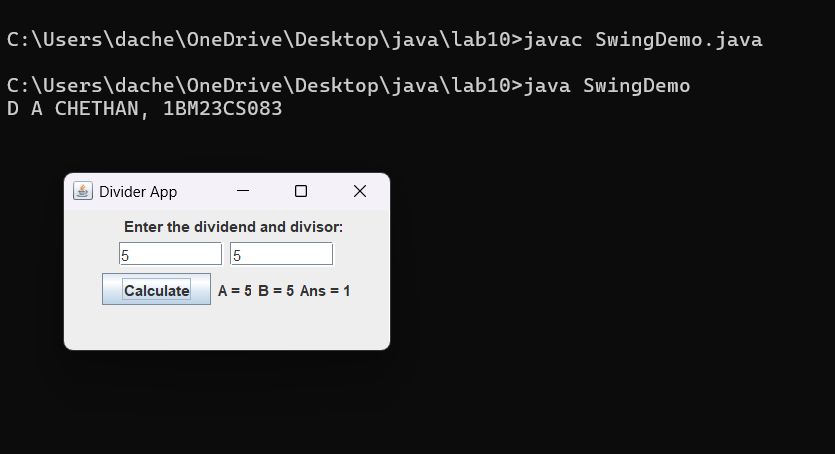 C:\Users\dache\OneDrive\Desktop\java\lab10>javac SwingDemo.java
C:\Users\dache\OneDrive\Desktop\java\lab10>java SwingDemo
D A CHETHAN, 1BM23CS083
Divider App
Enter the dividend and divisor:
5 5
Calculate A = 5 B = 5 Ans = 1